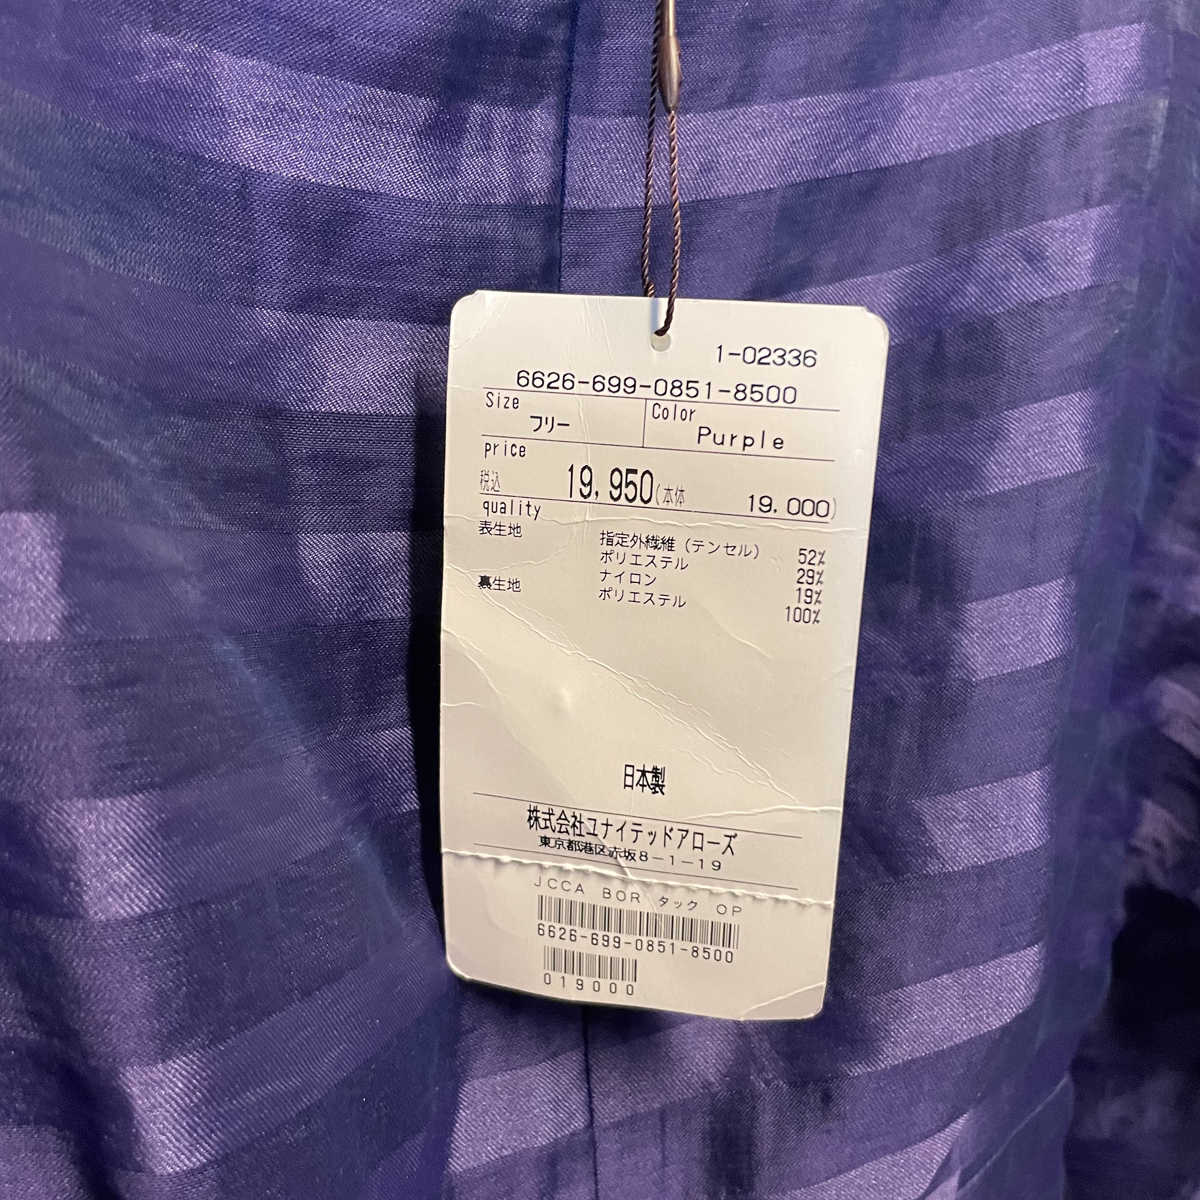 1-02336
6626-699-0851-8500
Size フリー Color Purple
price
税込 19,950(本体 19,000)
quality
表生地 指定外繊維(テンセル) 52%
ポリエステル 29%
ナイロン 19%
裏生地 ポリエステル 100%
日本製
株式会社ユナイテッドアローズ
東京都港区赤坂8-1-19
JCCA BOR タック OP
6626-699-0851-8500
019000